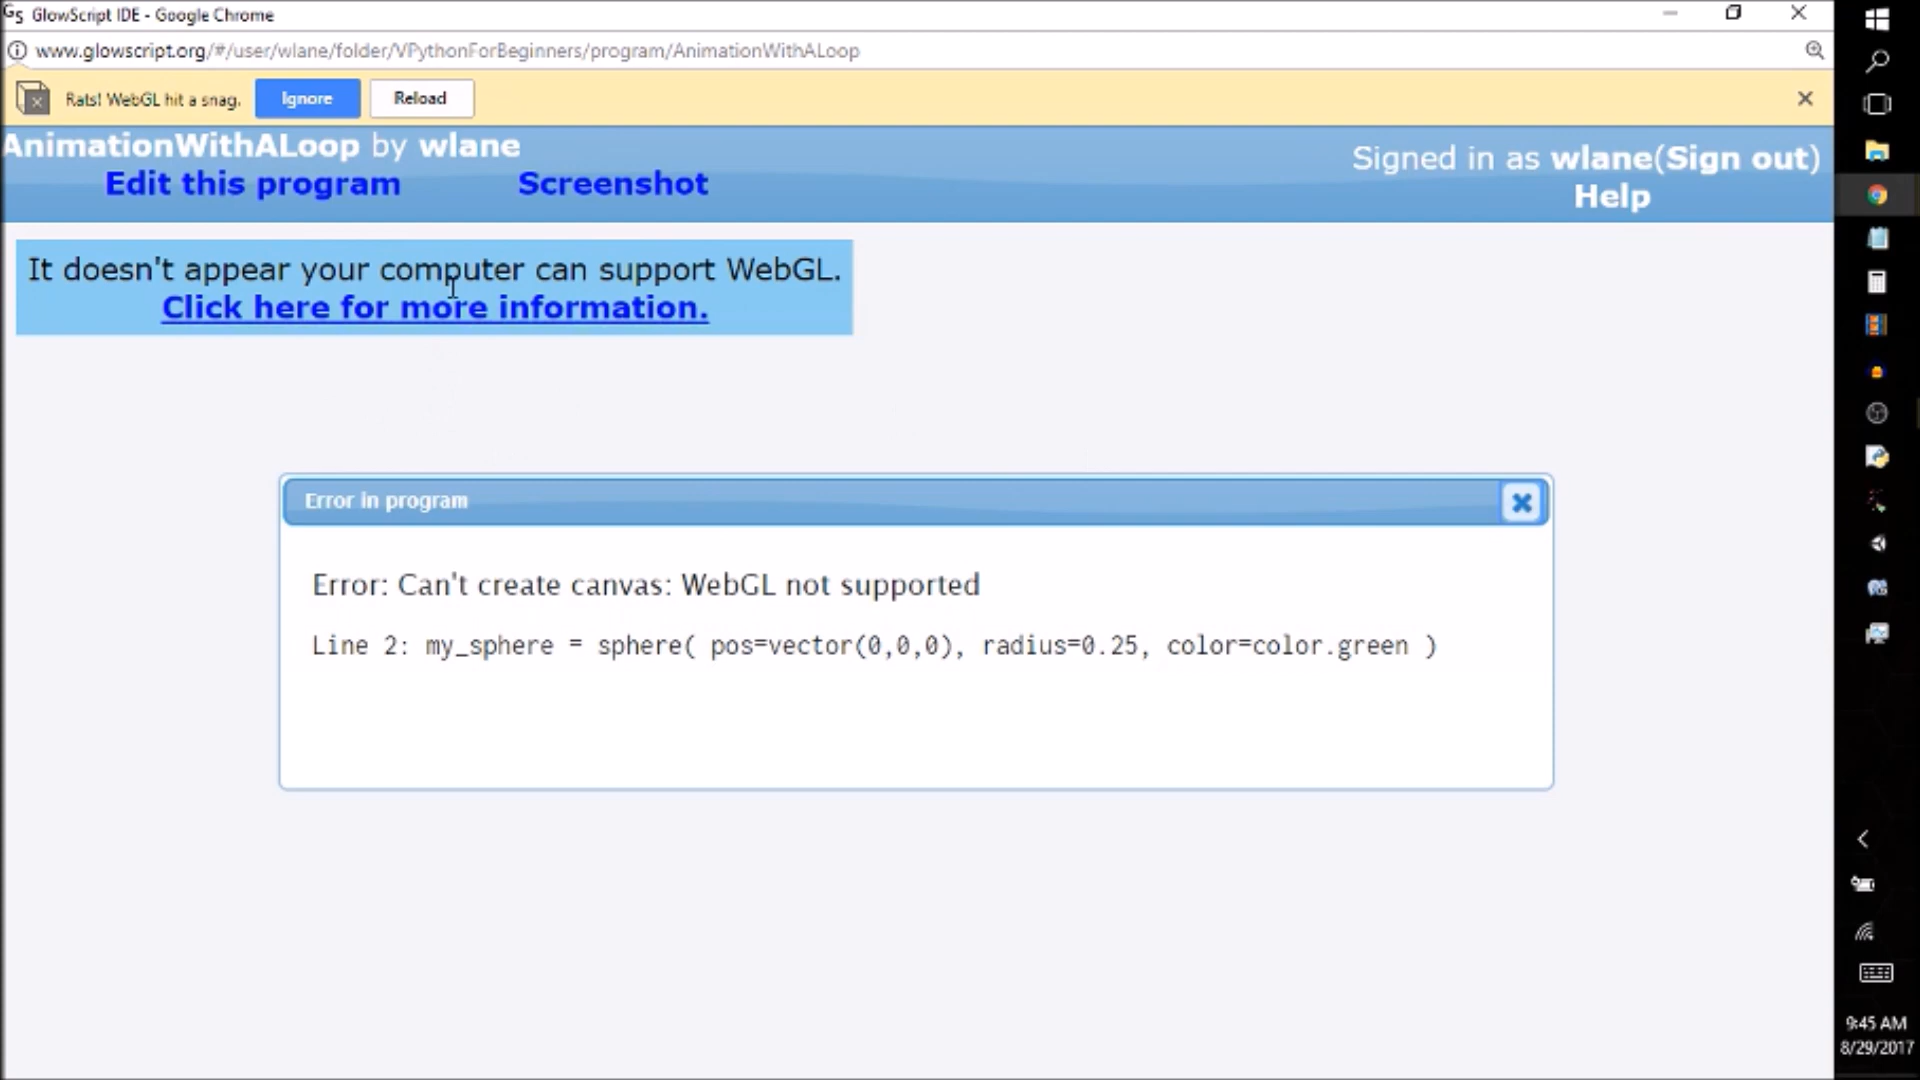 GS GlowScript IDE - Google Chrome
www.glowscript.org/#/user/wlane/folder/VPythonForBeginners/program/AnimationWithALoop
Rats! WebGL hit a snag. Ignore Reload
AnimationWithALoop by wlane
Edit this program Screenshot
Signed in as wlane(Sign out)
Help
It doesn't appear your computer can support WebGL.
Click here for more information.
Error in program
Error: Can't create canvas: WebGL not supported
Line 2: my_sphere = sphere( pos=vector(0,0,0), radius=0.25, color=color.green )
9:45 AM
8/29/2017